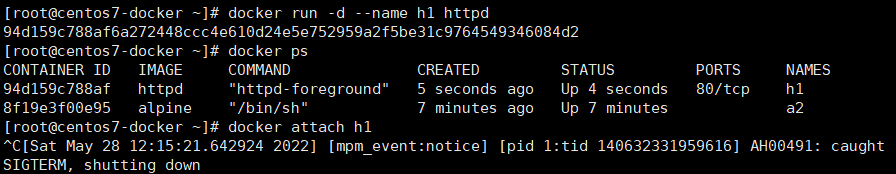 [root@centos7-docker ~]# docker run -d --name h1 httpd
94d159c788af6a272448ccc4e610d24e5e752959a2f5be31c9764549346084d2
[root@centos7-docker ~]# docker ps
CONTAINER ID   IMAGE     COMMAND              CREATED         STATUS         PORTS     NAMES
94d159c788af   httpd     "httpd-foreground"   5 seconds ago   Up 4 seconds   80/tcp    h1
8f19e3f00e95   alpine    "/bin/sh"            7 minutes ago   Up 7 minutes             a2
[root@centos7-docker ~]# docker attach h1
^C[Sat May 28 12:15:21.642924 2022] [mpm_event:notice] [pid 1:tid 140632331959616] AH00491: caught
SIGTERM, shutting down